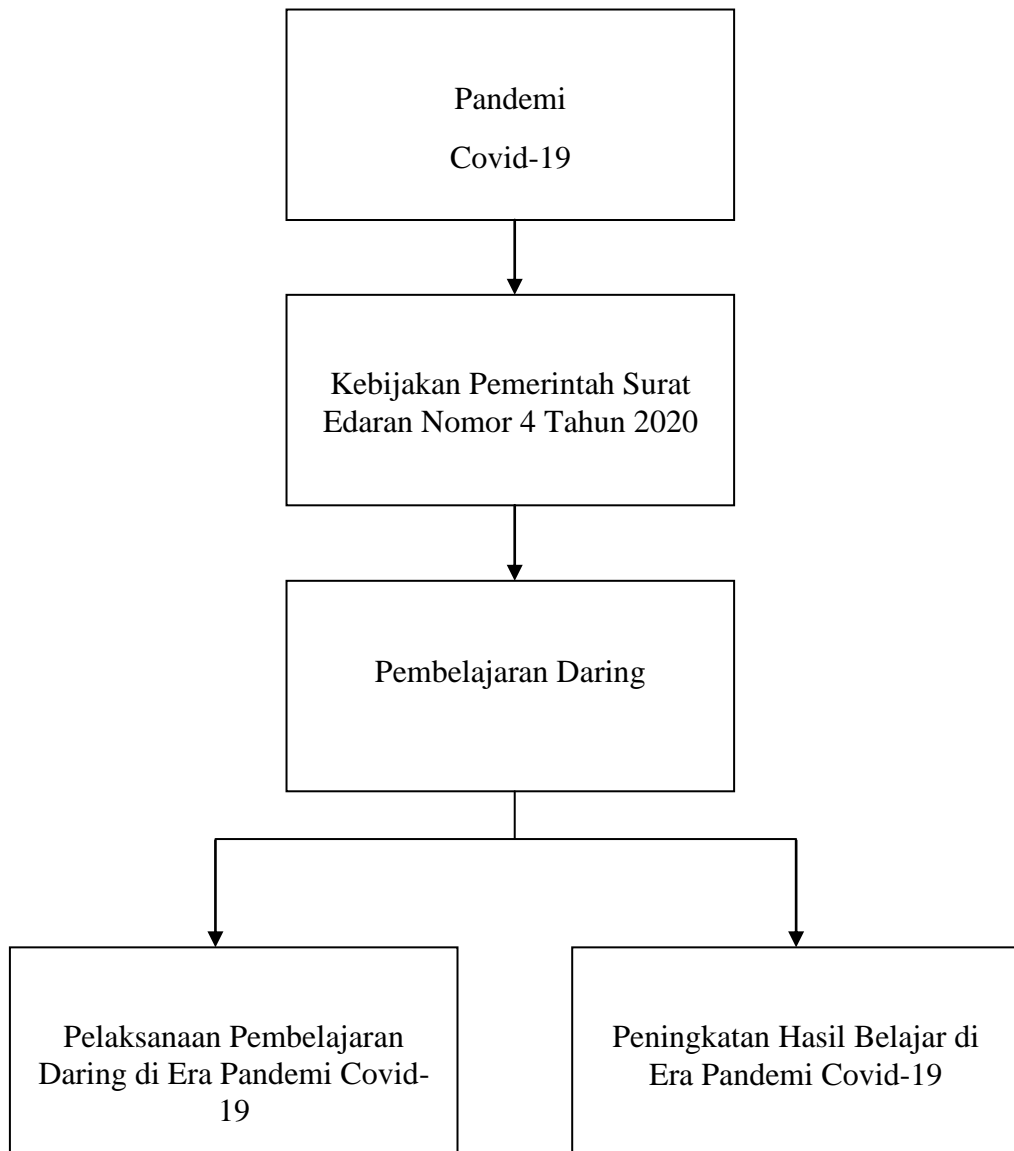 Pandemi
Covid-19
Kebijakan Pemerintah Surat
Edaran Nomor 4 Tahun 2020
Pembelajaran Daring
Pelaksanaan Pembelajaran
Daring di Era Pandemi Covid-
19
Peningkatan Hasil Belajar di
Era Pandemi Covid-19